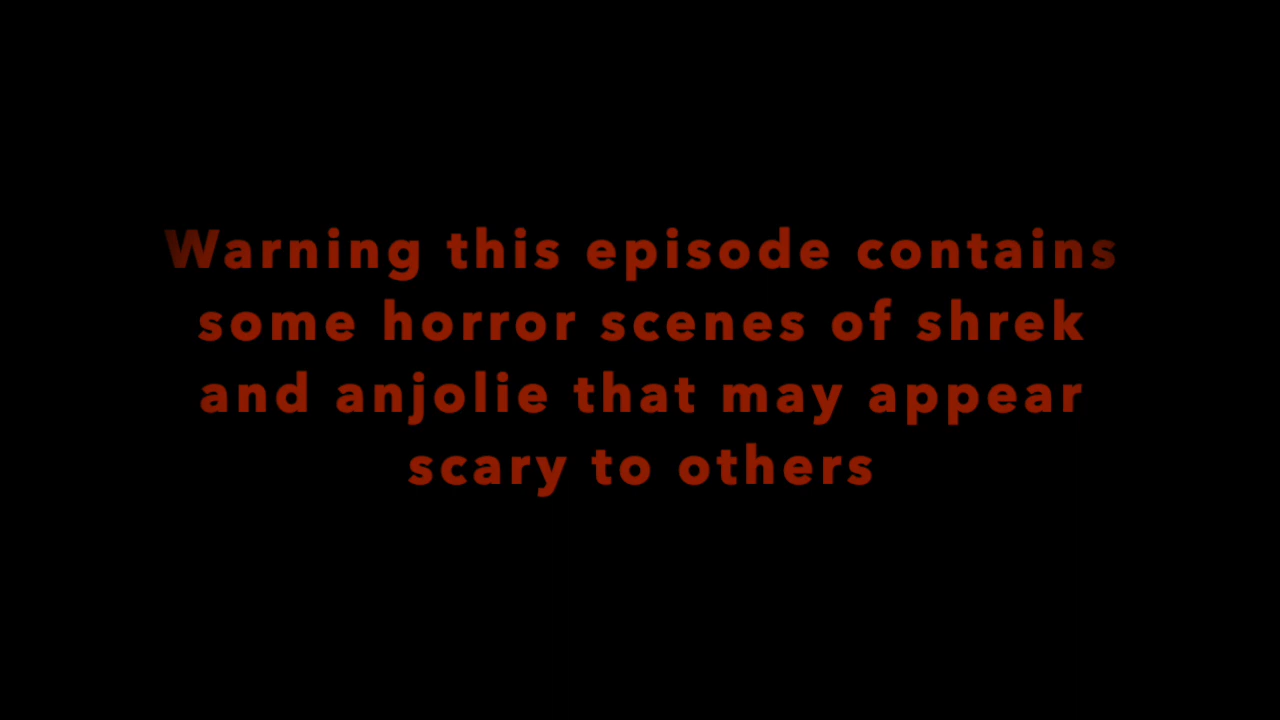 Warning this episode contains
some horror scenes of shrek
and anjolie that may appear
scary to others